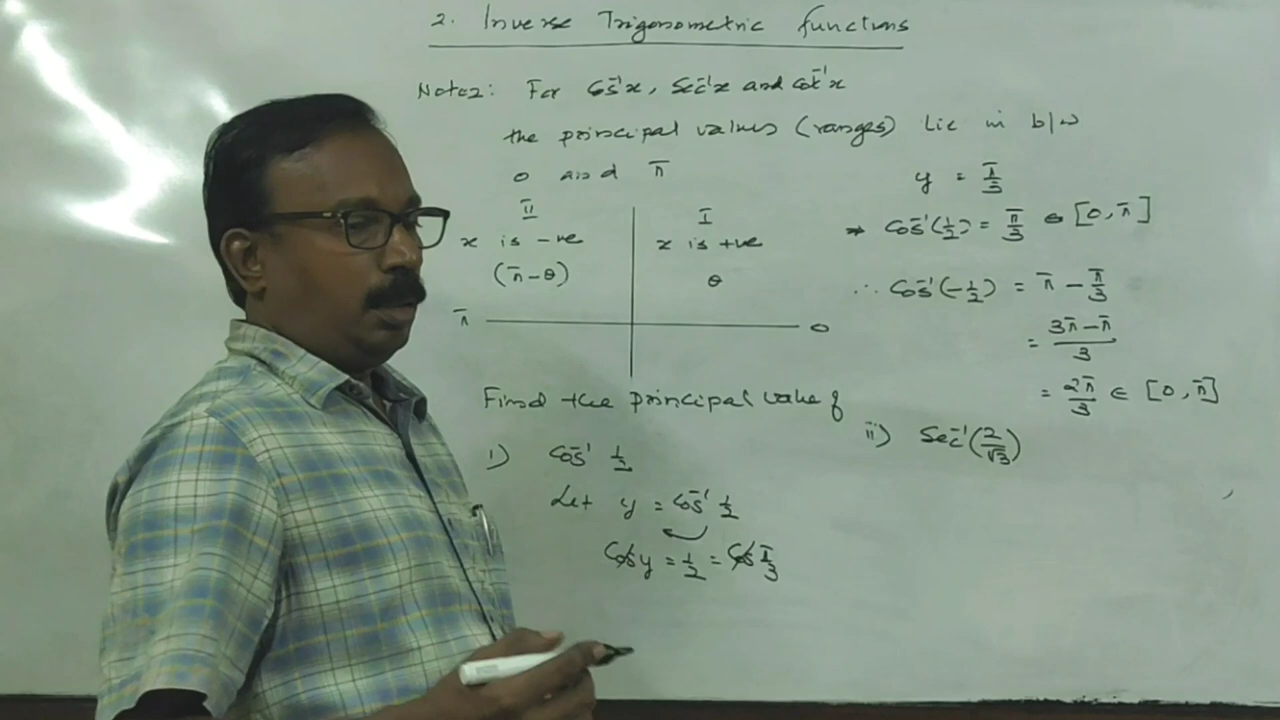 2. Inverse Trigonometric functions
Note2: For Cos⁻¹x, Sec⁻¹x and Cot⁻¹x
the principal values (ranges) lie in b/w
0 and π
II
x is -ve
(π-θ)
I
x is +ve
θ
π
0
Find the principal value of
i) Cos⁻¹ 1/2
Let y = Cos⁻¹ 1/2
Cos y = 1/2 = Cos π/3
y = π/3
* Cos⁻¹(1/2) = π/3 ∈ [0, π]
∴ Cos⁻¹(-1/2) = π - π/3
= (3π-π)/3
= 2π/3 ∈ [0, π]
ii) Sec⁻¹(2/√3)